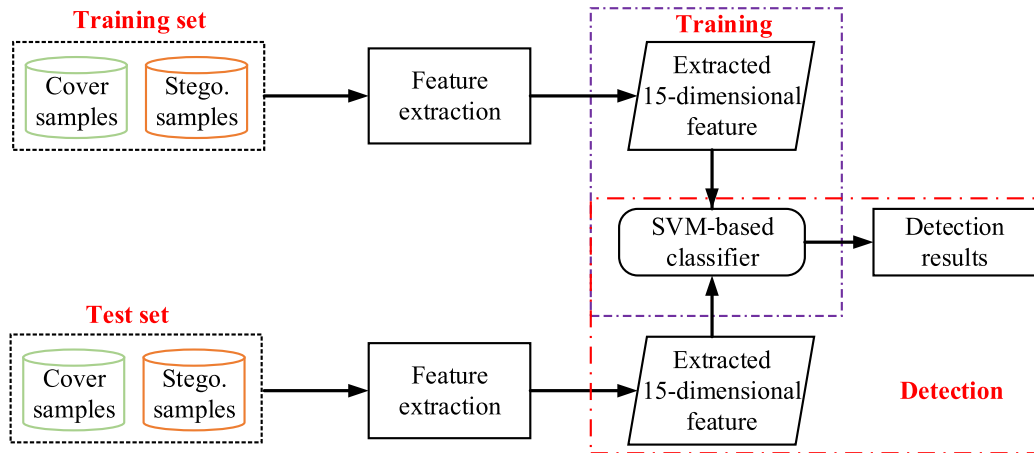 Training set
Cover
samples
Stego.
samples
Feature
extraction
Training
Extracted
15-dimensional
feature
SVM-based
classifier
Detection
results
Test set
Cover
samples
Stego.
samples
Feature
extraction
Extracted
15-dimensional
feature
Detection